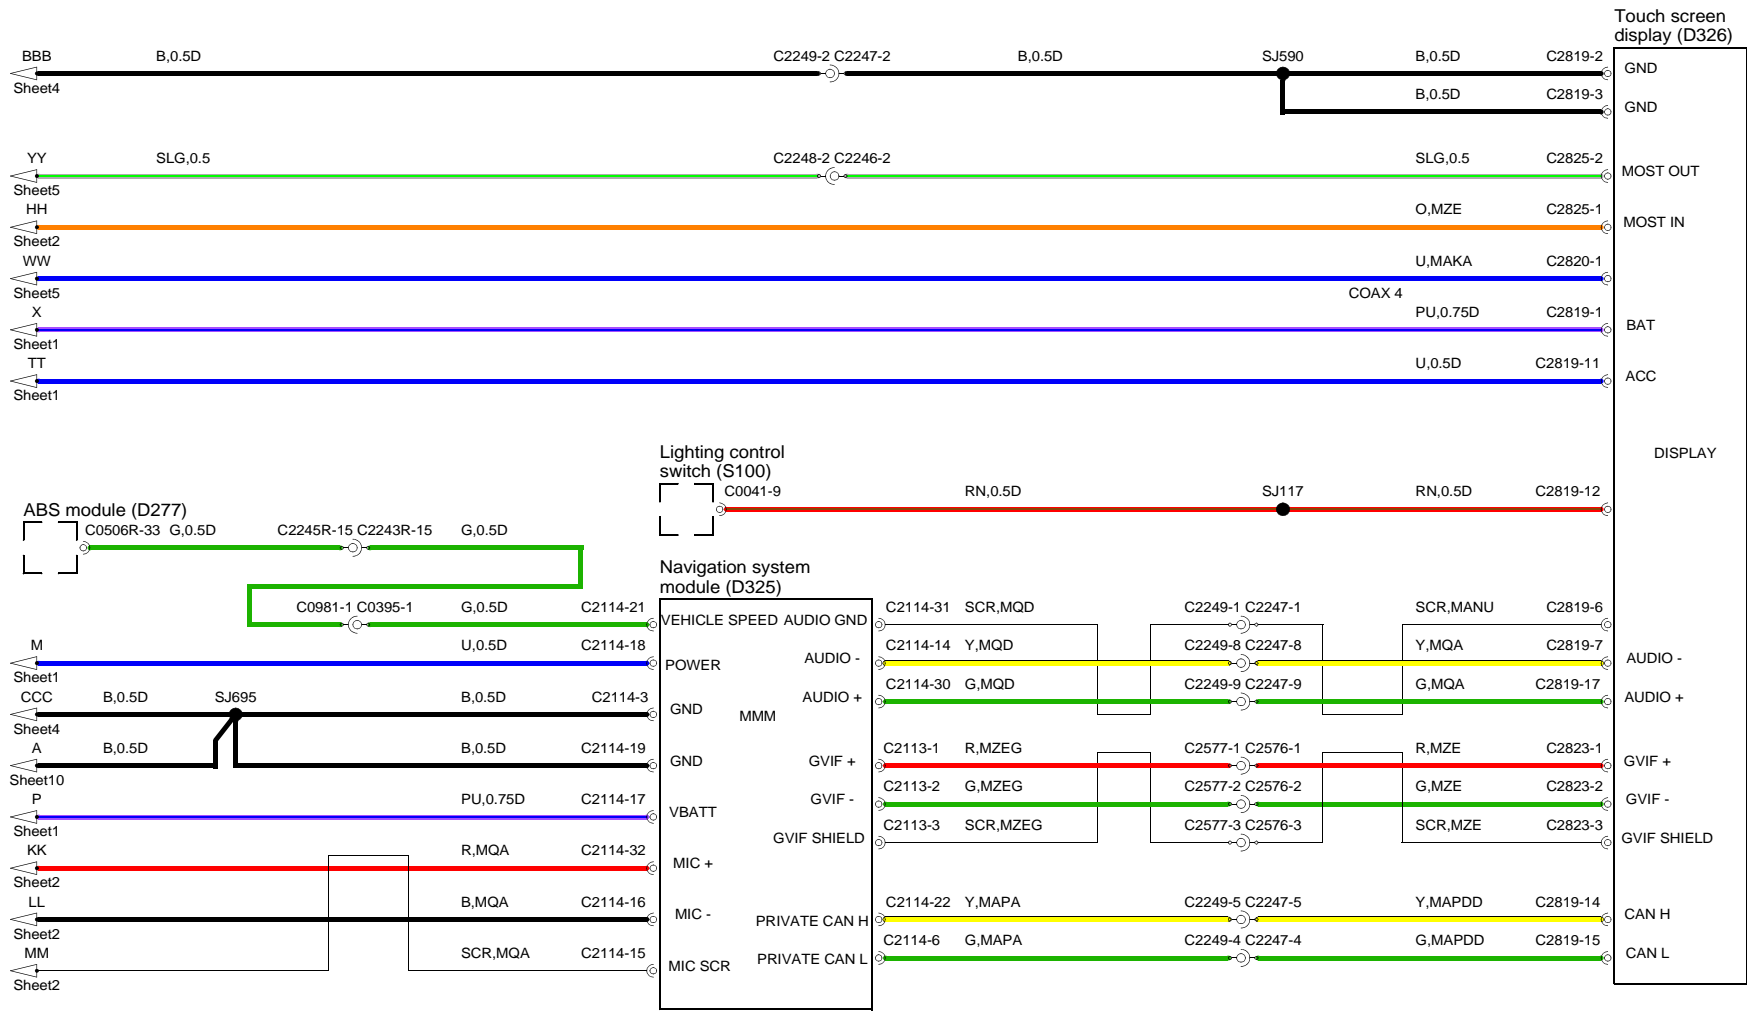 Touch screen
display (D326)
BBB B,0.5D C2249-2 C2247-2 B,0.5D SJ590 B,0.5D C2819-2
GND
Sheet4
B,0.5D C2819-3
GND
YY SLG,0.5 C2248-2 C2246-2 SLG,0.5 C2825-2
MOST OUT
Sheet5
HH O,MZE C2825-1
MOST IN
Sheet2
WW U,MAKA C2820-1
Sheet5
COAX 4
X PU,0.75D C2819-1
BAT
Sheet1
TT U,0.5D C2819-11
ACC
Sheet1
DISPLAY
Lighting control
switch (S100)
C0041-9 RN,0.5D SJ117 RN,0.5D C2819-12
ABS module (D277)
C0506R-33 G,0.5D C2245R-15 C2243R-15 G,0.5D
Navigation system
module (D325)
C0981-1 C0395-1 G,0.5D C2114-21
VEHICLE SPEED AUDIO GND
C2114-31 SCR,MQD C2249-1 C2247-1 SCR,MANU C2819-6
M U,0.5D C2114-18
POWER
Sheet1
AUDIO -
C2114-14 Y,MQD C2249-8 C2247-8 Y,MQA C2819-7
AUDIO -
CCC B,0.5D SJ695 B,0.5D C2114-3
GND
Sheet4
AUDIO +
C2114-30 G,MQD C2249-9 C2247-9 G,MQA C2819-17
AUDIO +
MMM
A B,0.5D B,0.5D C2114-19
GND
Sheet10
GVIF +
C2113-1 R,MZEG C2577-1 C2576-1 R,MZE C2823-1
GVIF +
P PU,0.75D C2114-17
VBATT
Sheet1
GVIF -
C2113-2 G,MZEG C2577-2 C2576-2 G,MZE C2823-2
GVIF -
GVIF SHIELD
C2113-3 SCR,MZEG C2577-3 C2576-3 SCR,MZE C2823-3
GVIF SHIELD
KK R,MQA C2114-32
MIC +
Sheet2
LL B,MQA C2114-16
MIC -
Sheet2
PRIVATE CAN H
C2114-22 Y,MAPA C2249-5 C2247-5 Y,MAPDD C2819-14
CAN H
MM SCR,MQA C2114-15
MIC SCR
Sheet2
PRIVATE CAN L
C2114-6 G,MAPA C2249-4 C2247-4 G,MAPDD C2819-15
CAN L